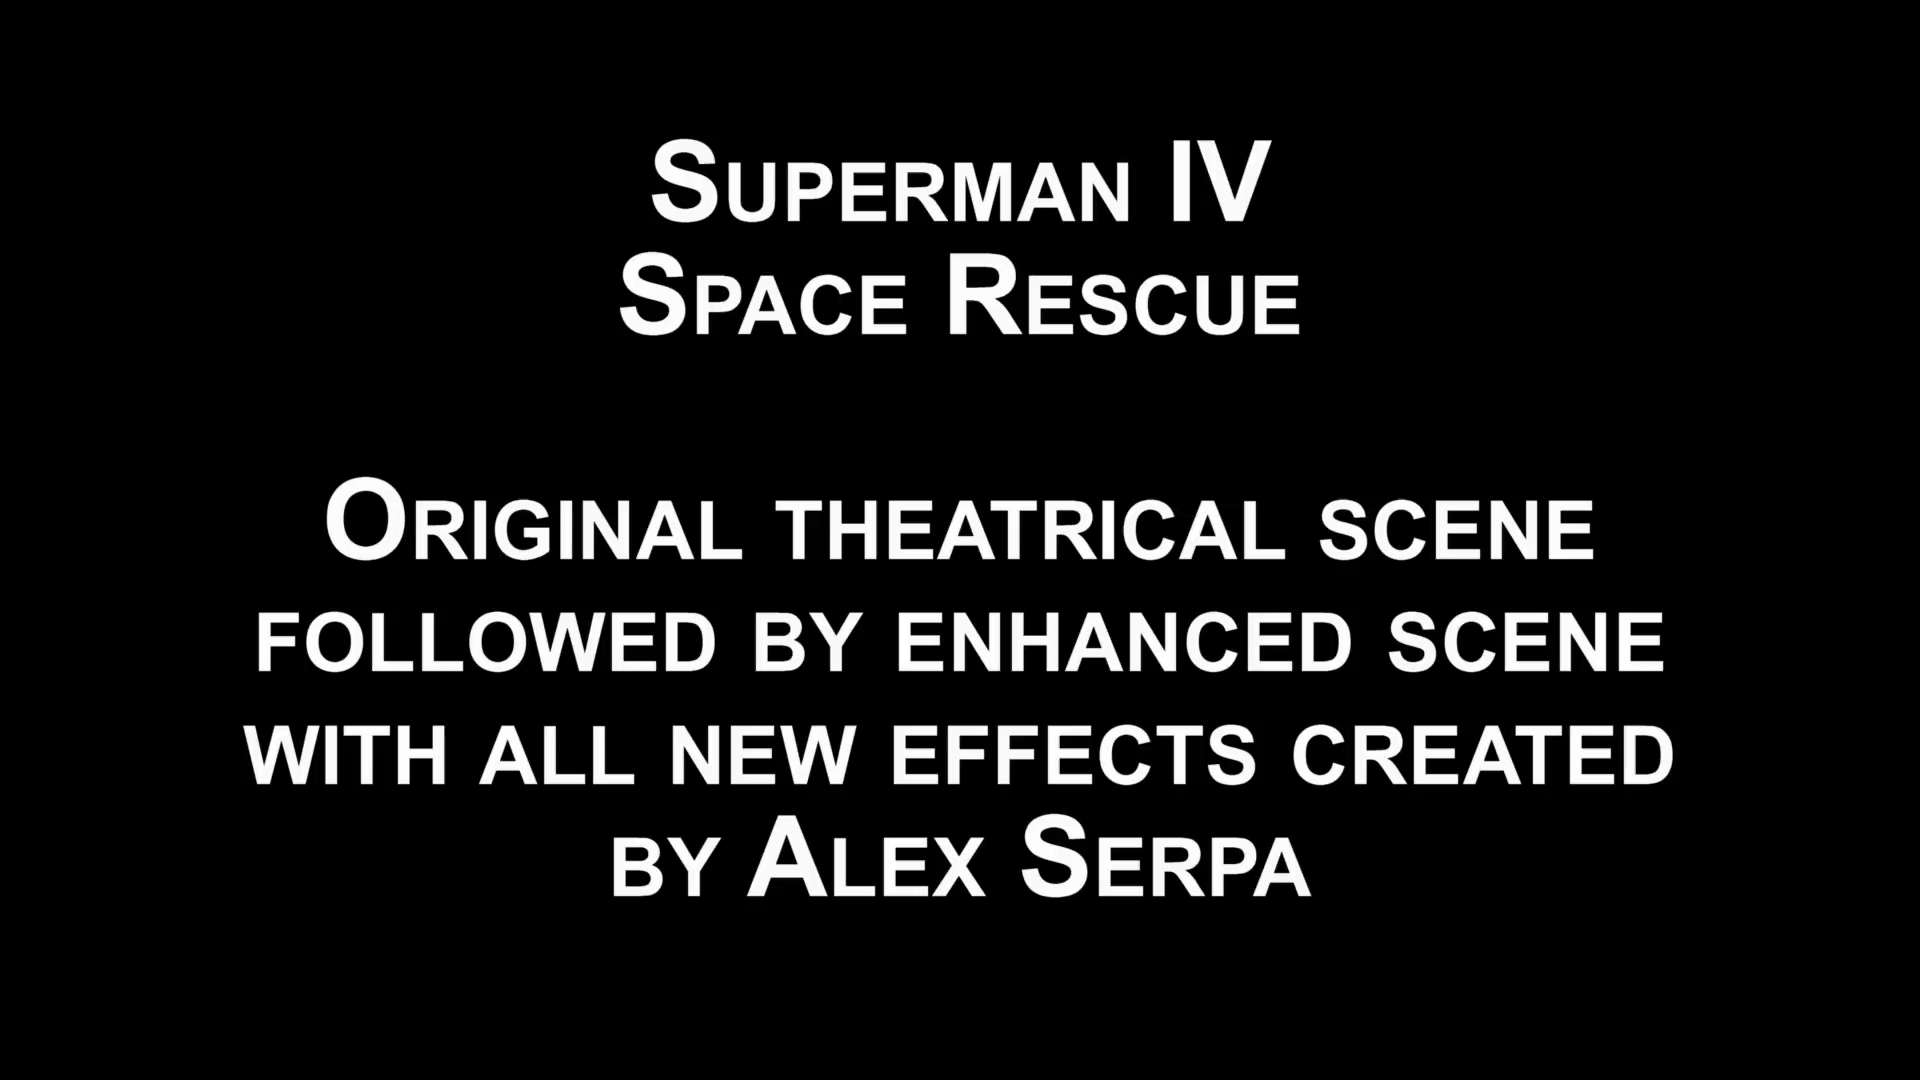 Superman IV
Space Rescue
Original theatrical scene
followed by enhanced scene
with all new effects created
by Alex Serpa